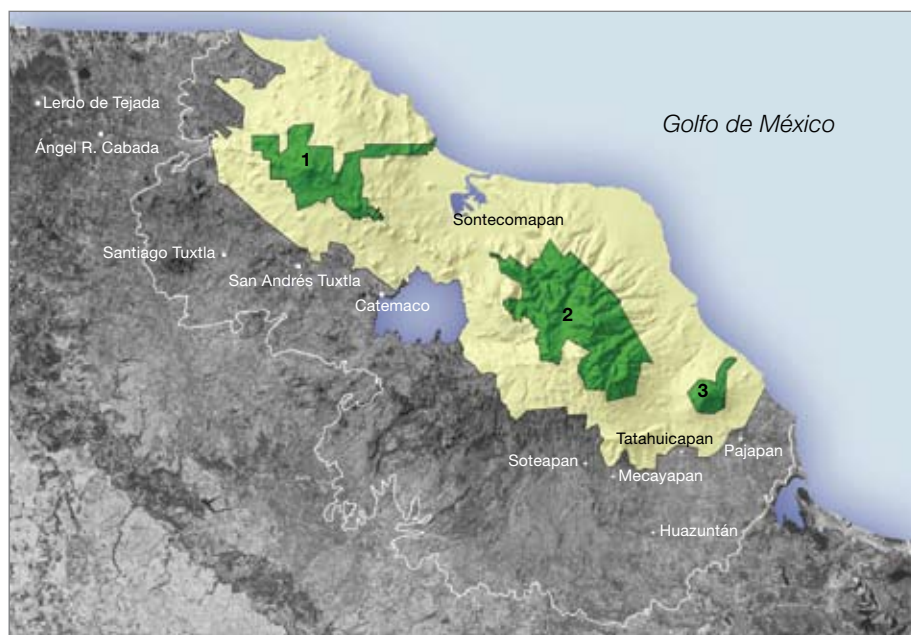 Lerdo de Tejada
Ángel R. Cabada
Golfo de México
1
Sontecomapan
Santiago Tuxtla
San Andrés Tuxtla
Catemaco
2
3
Tatahuicapan
Pajapan
Soteapan
Mecayapan
Huazuntán